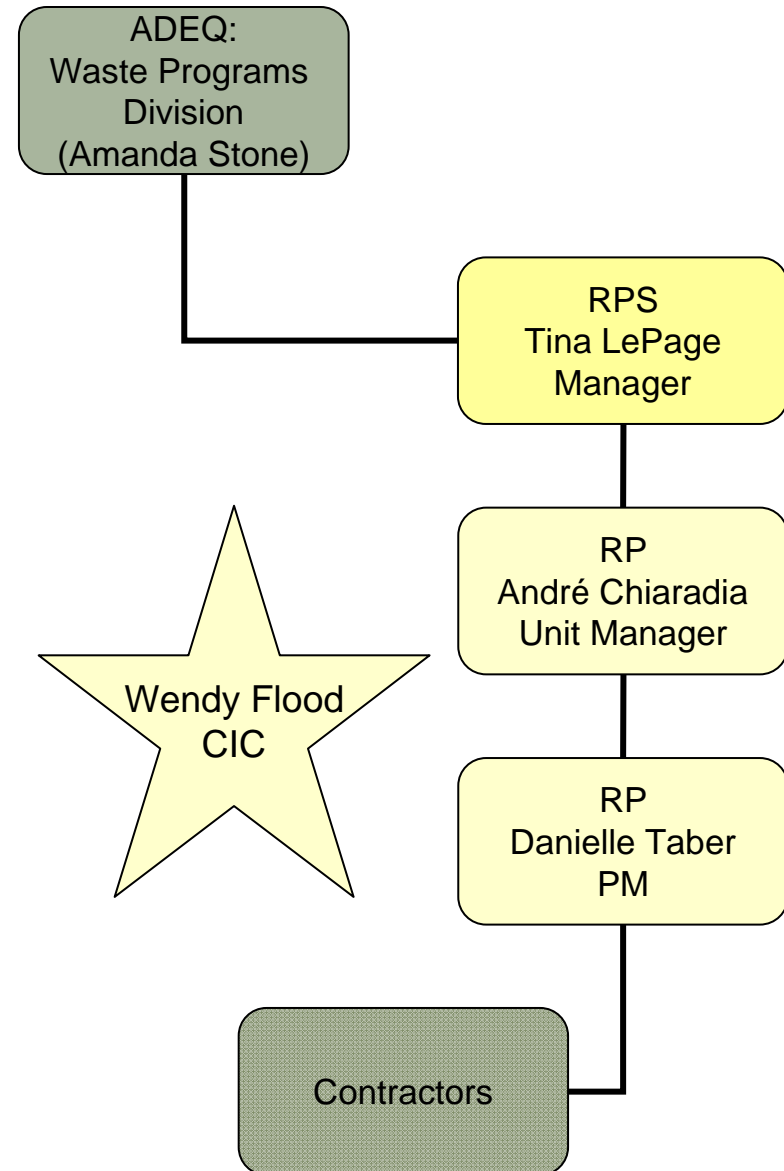 ADEQ:
Waste Programs
Division
(Amanda Stone)
RPS
Tina LePage
Manager
RP
André Chiaradia
Unit Manager
Wendy Flood
CIC
RP
Danielle Taber
PM
Contractors